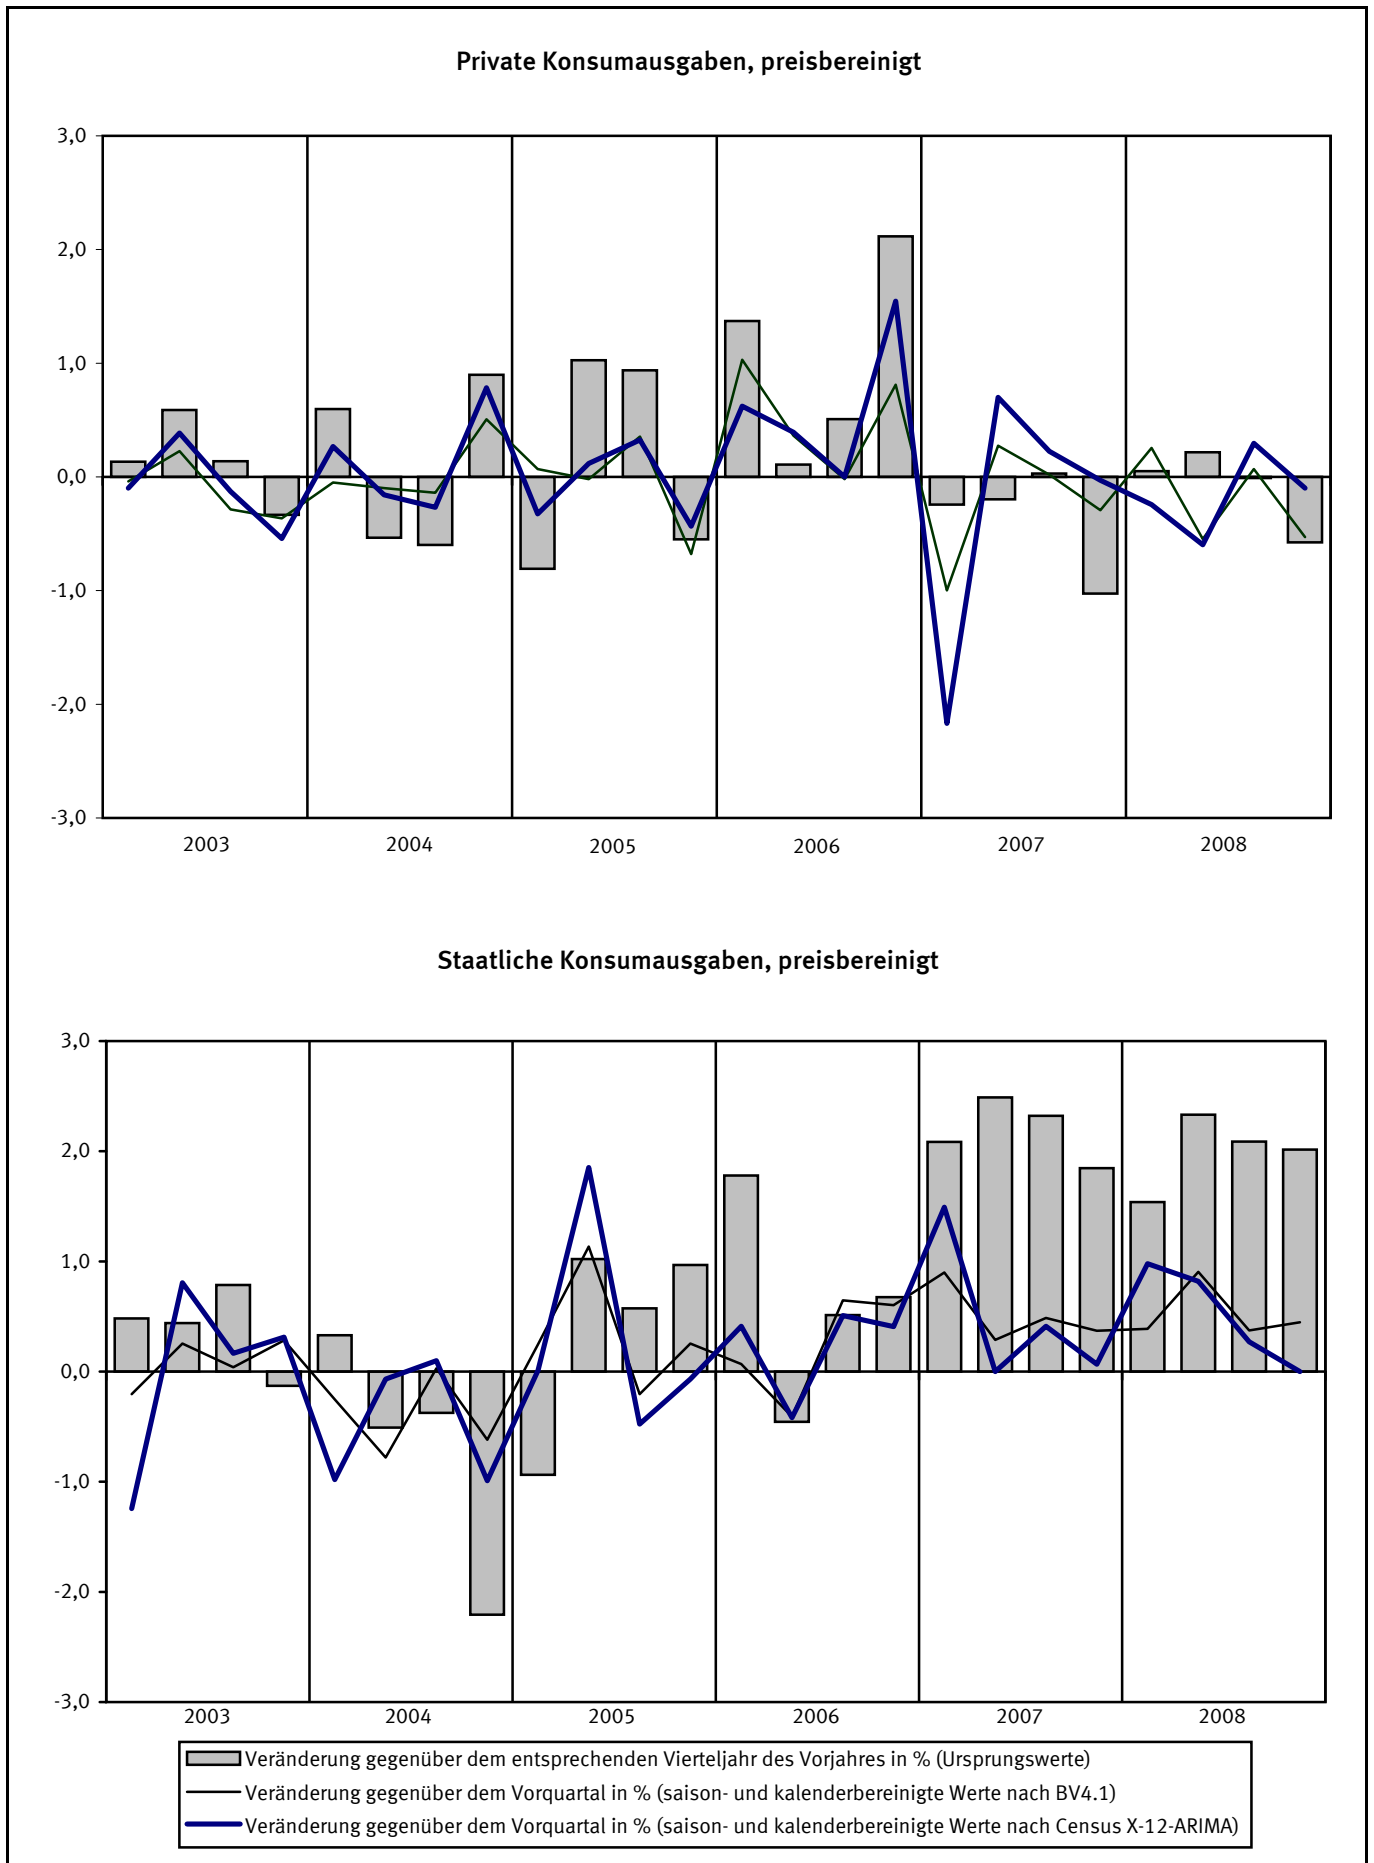 Private Konsumausgaben, preisbereinigt
3,0
2,0
1,0
0,0
-1,0
-2,0
-3,0
2003 2004 2005 2006 2007 2008
Staatliche Konsumausgaben, preisbereinigt
3,0
2,0
1,0
0,0
-1,0
-2,0
-3,0
2003 2004 2005 2006 2007 2008
Veränderung gegenüber dem entsprechenden Vierteljahr des Vorjahres in % (Ursprungswerte)
Veränderung gegenüber dem Vorquartal in % (saison- und kalenderbereinigte Werte nach BV4.1)
Veränderung gegenüber dem Vorquartal in % (saison- und kalenderbereinigte Werte nach Census X-12-ARIMA)